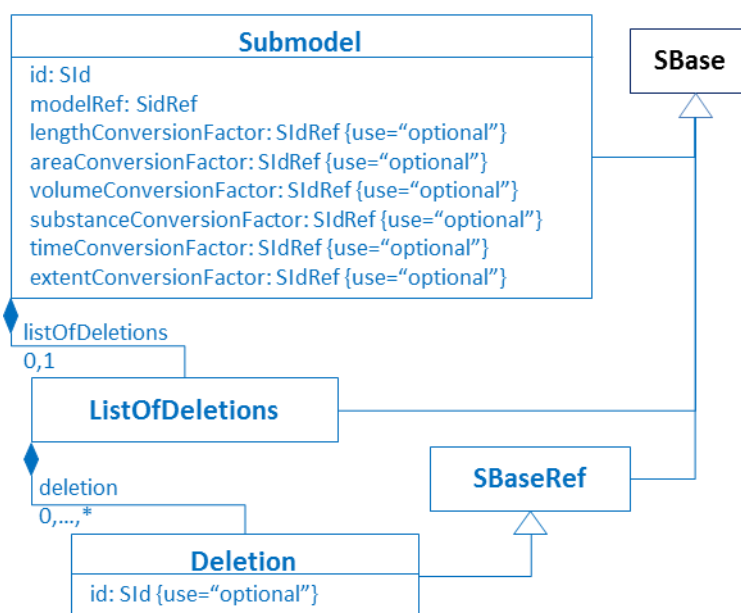 Submodel
SBase
id: SId
modelRef: SidRef
lengthConversionFactor: SIdRef {use=“optional”}
areaConversionFactor: SIdRef {use=“optional”}
volumeConversionFactor: SIdRef {use=“optional”}
substanceConversionFactor: SIdRef {use=“optional”}
timeConversionFactor: SIdRef {use=“optional”}
extentConversionFactor: SIdRef {use=“optional”}
listOfDeletions
0,1
ListOfDeletions
SBaseRef
deletion
0,…,*
Deletion
id: SId {use=“optional”}